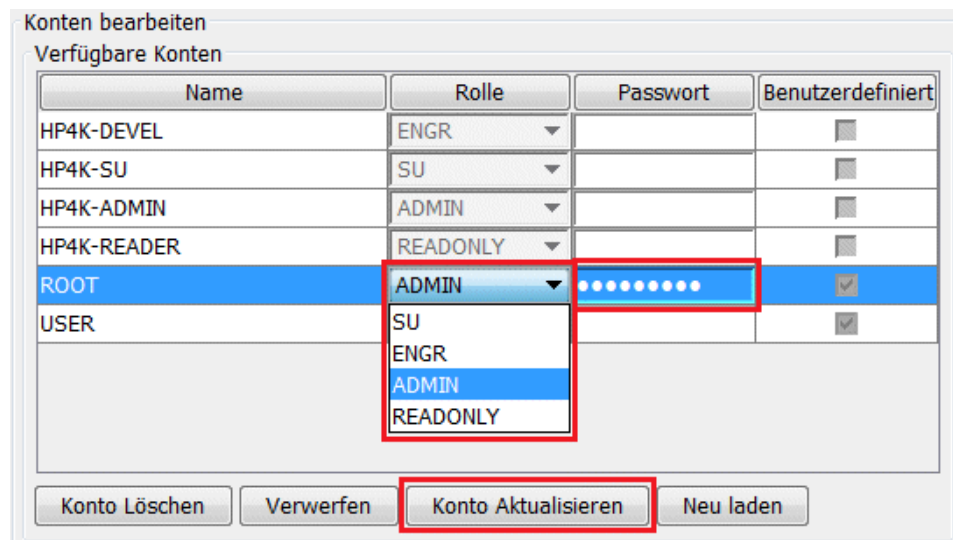 Konten bearbeiten
Verfügbare Konten
Name Rolle Passwort Benutzerdefiniert
HP4K-DEVEL ENGR
HP4K-SU SU
HP4K-ADMIN ADMIN
HP4K-READER READONLY
ROOT ADMIN ●●●●●●●●●
USER
SU
ENGR
ADMIN
READONLY
Konto Löschen Verwerfen Konto Aktualisieren Neu laden